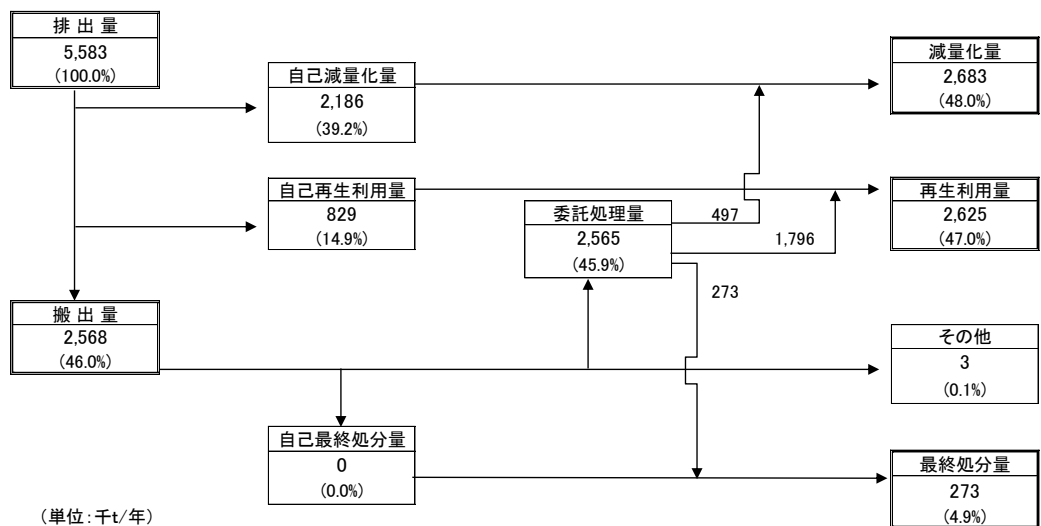 排 出 量
5,583
(100.0%)
自己減量化量
2,186
(39.2%)
減量化量
2,683
(48.0%)
自己再生利用量
829
(14.9%)
委託処理量
2,565
(45.9%)
497
1,796
273
再生利用量
2,625
(47.0%)
搬 出 量
2,568
(46.0%)
その他
3
(0.1%)
自己最終処分量
0
(0.0%)
最終処分量
273
(4.9%)
(単位:千t/年)